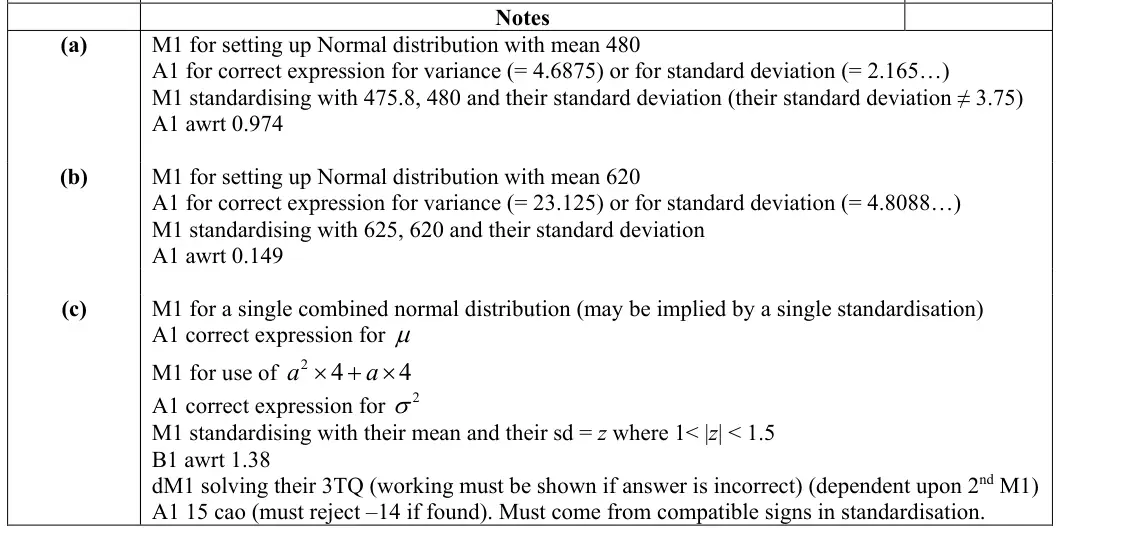 Notes
(a) M1 for setting up Normal distribution with mean 480
A1 for correct expression for variance (= 4.6875) or for standard deviation (= 2.165…)
M1 standardising with 475.8, 480 and their standard deviation (their standard deviation ≠ 3.75)
A1 awrt 0.974
(b) M1 for setting up Normal distribution with mean 620
A1 for correct expression for variance (= 23.125) or for standard deviation (= 4.8088…)
M1 standardising with 625, 620 and their standard deviation
A1 awrt 0.149
(c) M1 for a single combined normal distribution (may be implied by a single standardisation)
A1 correct expression for μ
M1 for use of a² × 4 + a × 4
A1 correct expression for σ²
M1 standardising with their mean and their sd = z where 1< |z| < 1.5
B1 awrt 1.38
dM1 solving their 3TQ (working must be shown if answer is incorrect) (dependent upon 2nd M1)
A1 15 cao (must reject –14 if found). Must come from compatible signs in standardisation.